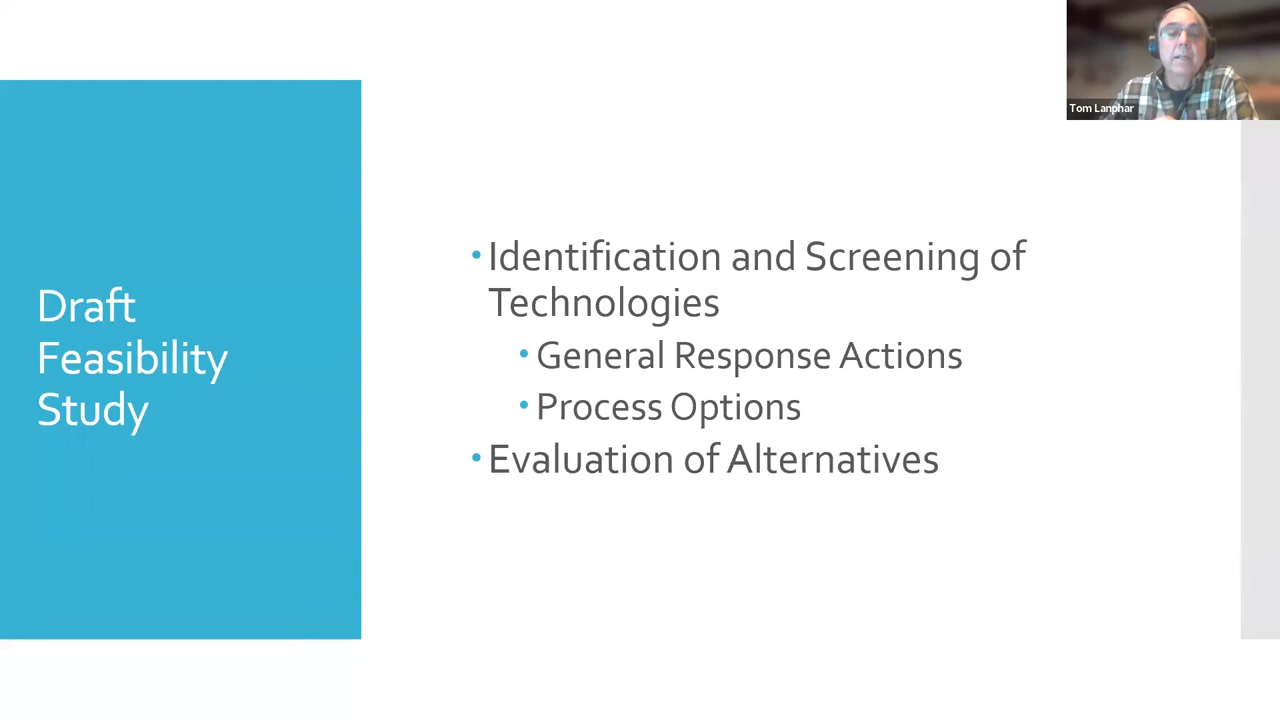 Tom Lanphar
Draft
Feasibility
Study
• Identification and Screening of
Technologies
• General Response Actions
• Process Options
• Evaluation of Alternatives